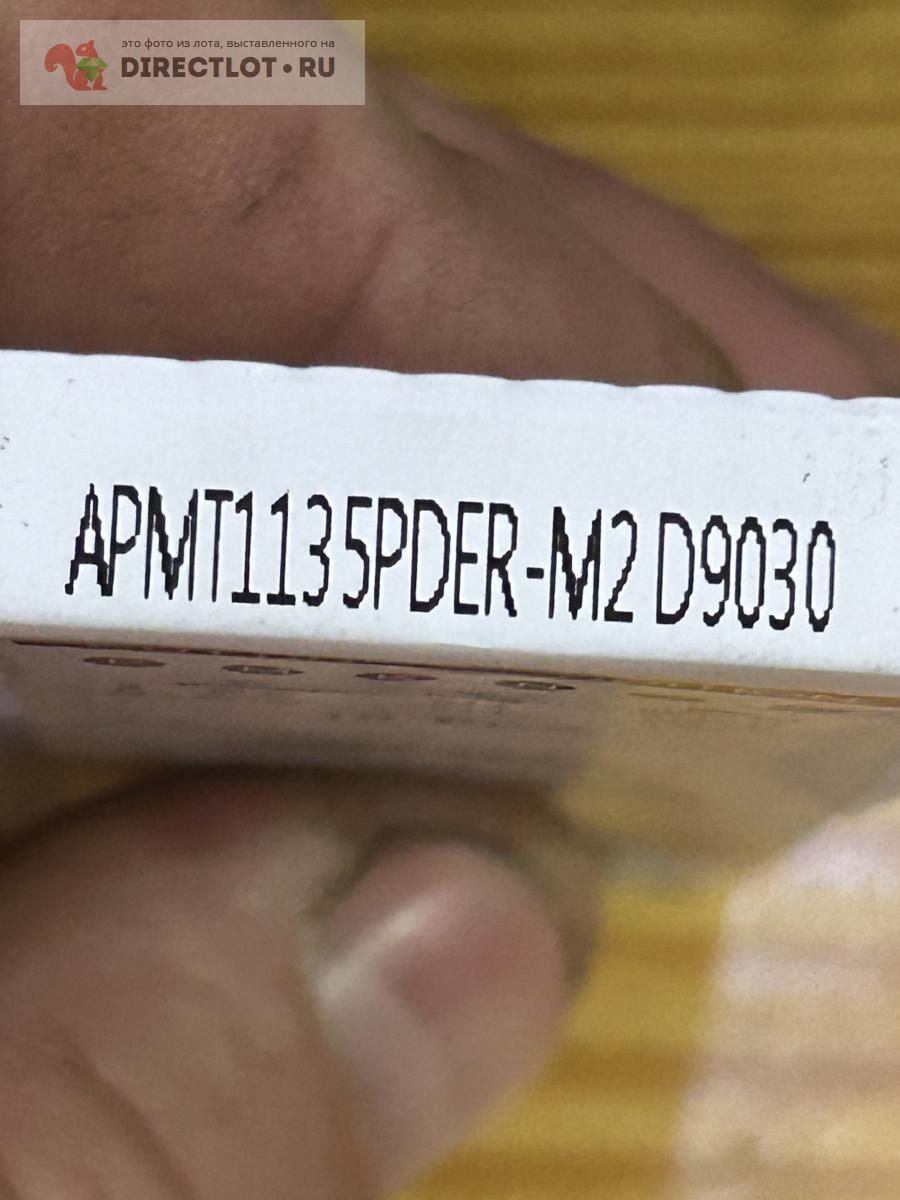 это фото из лота, выставленного на
DIRECTLOT•RU
APMT1135PDER-M2 D9030